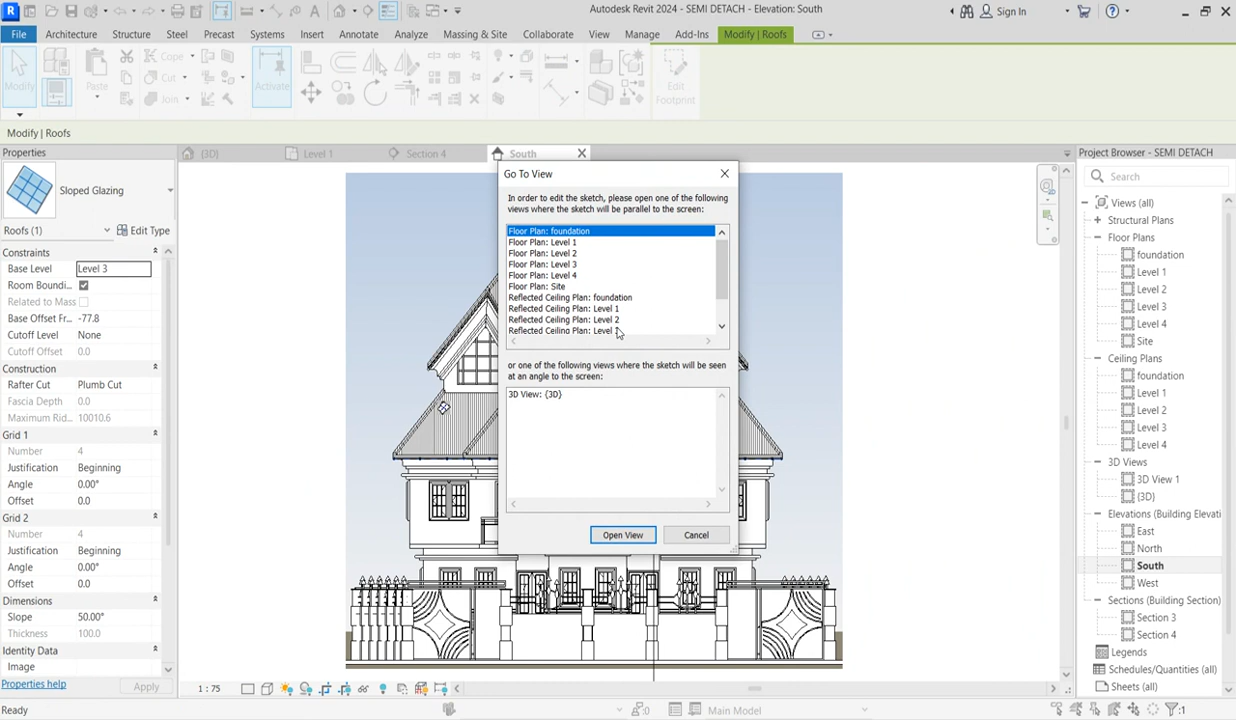 Autodesk Revit 2024 - SEMI DETACH - Elevation: South
Sign In
File
Architecture
Structure
Steel
Precast
Systems
Insert
Annotate
Analyze
Massing & Site
Collaborate
View
Manage
Add-Ins
Modify | Roofs
Modify
Paste
Cope
Cut
Join
Activate
Edit
Footprint
Modify | Roofs
Properties
Sloped Glazing
Roofs (1)
Edit Type
Constraints
Base Level
Level 3
Room Boundi...
Related to Mass
Base Offset Fr...
-77.8
Cutoff Level
None
Cutoff Offset
0.0
Construction
Rafter Cut
Plumb Cut
Fascia Depth
0.0
Maximum Rid...
10010.6
Grid 1
Number
4
Justification
Beginning
Angle
0.00°
Offset
0.0
Grid 2
Number
4
Justification
Beginning
Angle
0.00°
Offset
0.0
Dimensions
Slope
50.00°
Thickness
100.0
Identity Data
Image
Properties help
Apply
{3D}
Level 1
Section 4
South
Go To View
In order to edit the sketch, please open one of the following
views where the sketch will be parallel to the screen:
Floor Plan: foundation
Floor Plan: Level 1
Floor Plan: Level 2
Floor Plan: Level 3
Floor Plan: Level 4
Floor Plan: Site
Reflected Ceiling Plan: foundation
Reflected Ceiling Plan: Level 1
Reflected Ceiling Plan: Level 2
Reflected Ceiling Plan: Level
or one of the following views where the sketch will be seen
at an angle to the screen:
3D View: {3D}
Open View
Cancel
Project Browser - SEMI DETACH
Search
Views (all)
Structural Plans
Floor Plans
foundation
Level 1
Level 2
Level 3
Level 4
Site
Ceiling Plans
foundation
Level 1
Level 2
Level 3
Level 4
3D Views
3D View 1
{3D}
Elevations (Building Elevati
East
North
South
West
Sections (Building Section)
Section 3
Section 4
Legends
Schedules/Quantities (all)
Sheets (all)
1 : 75
Ready
:0
Main Model
:1